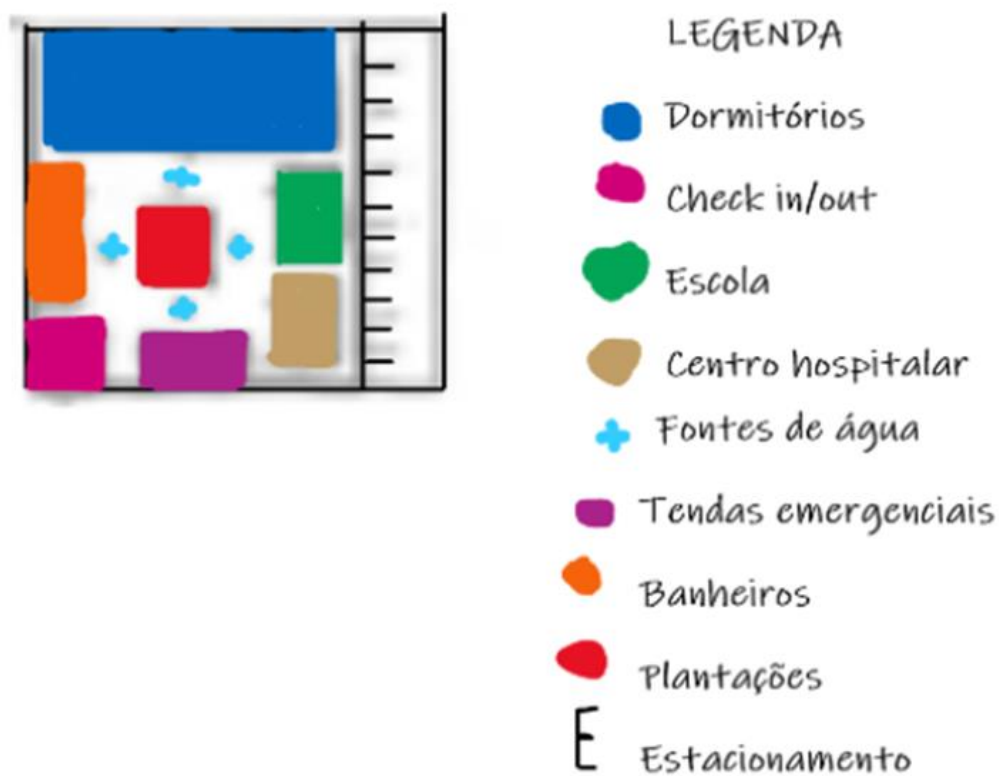 LEGENDA
Dormitórios
Check in/out
Escola
Centro hospitalar
Fontes de água
Tendas emergenciais
Banheiros
Plantações
E Estacionamento